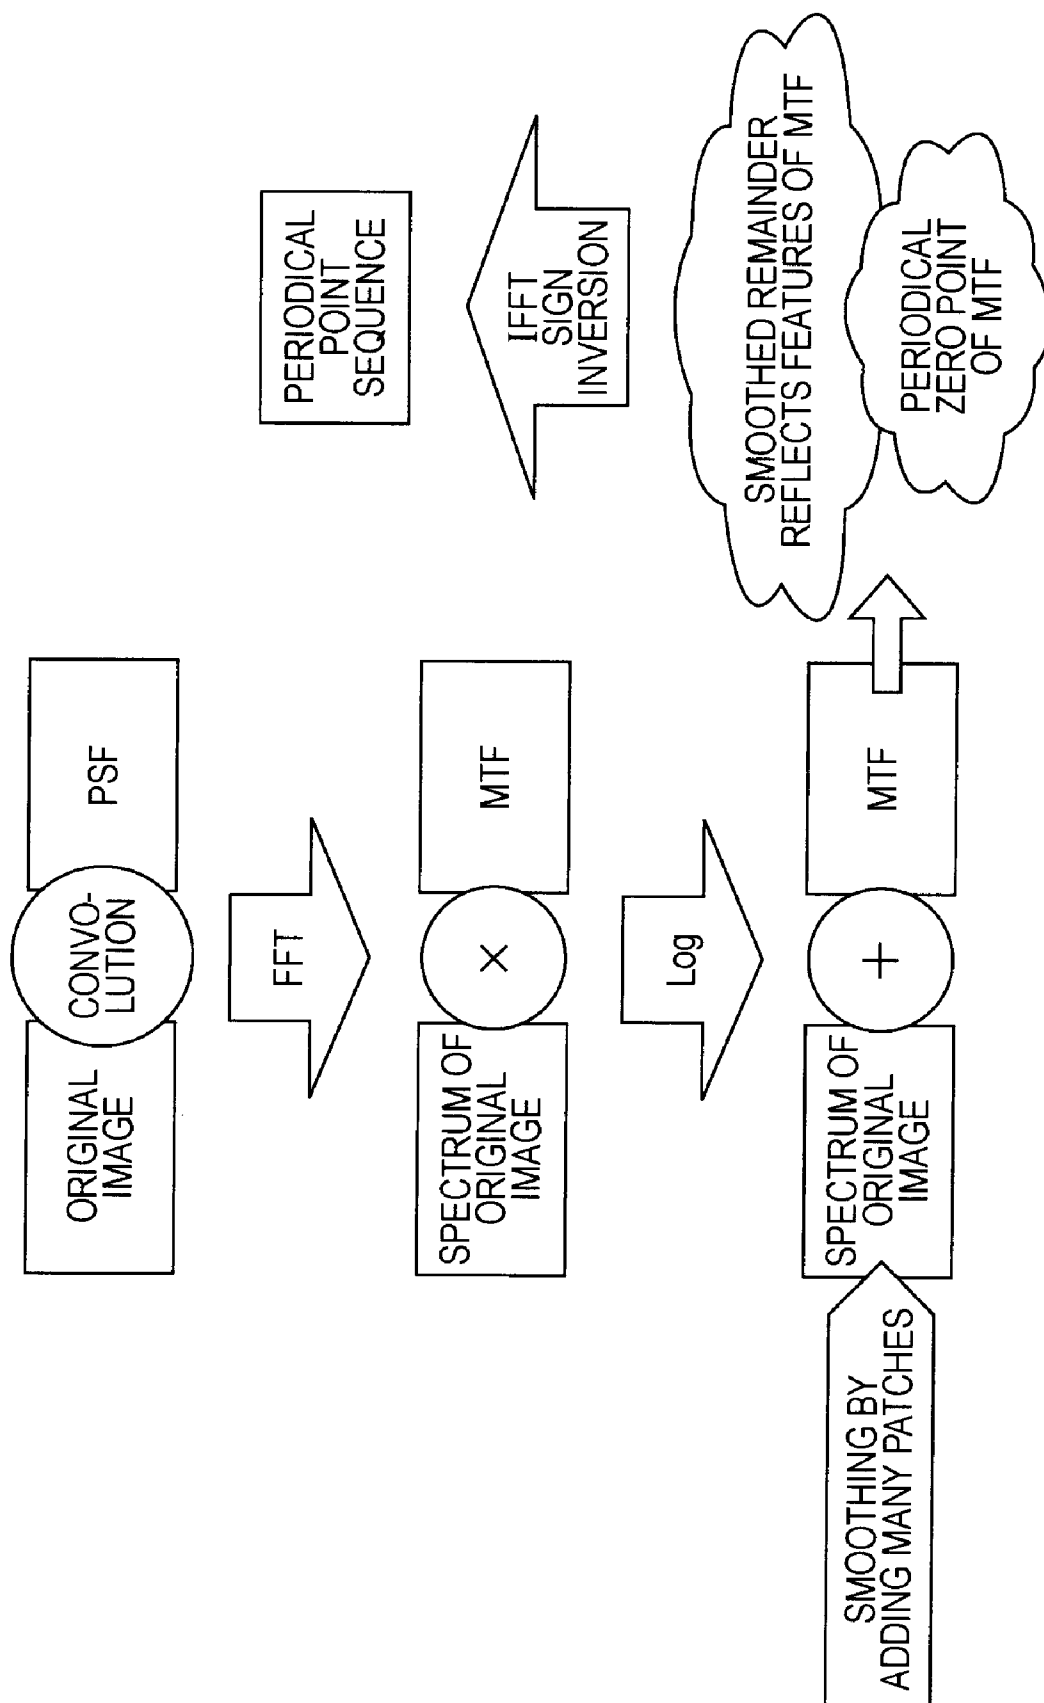 ORIGINAL
IMAGE
CONVO-
LUTION
PSF
FFT
SPECTRUM OF
ORIGINAL
IMAGE
×
MTF
Log
SMOOTHING BY
ADDING MANY PATCHES
SPECTRUM OF
ORIGINAL
IMAGE
+
MTF
SMOOTHED REMAINDER
REFLECTS FEATURES OF MTF
PERIODICAL
ZERO POINT
OF MTF
IFFT
SIGN
INVERSION
PERIODICAL
POINT
SEQUENCE